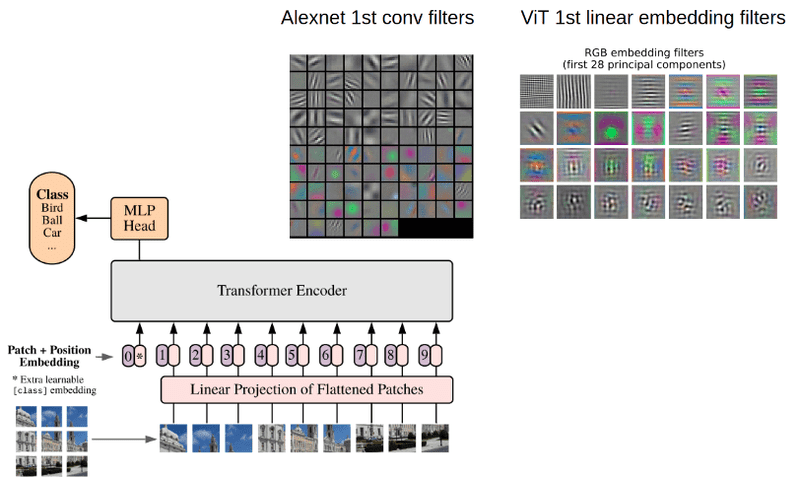 Alexnet 1st conv filters
ViT 1st linear embedding filters
RGB embedding filters
(first 28 principal components)
Class
Bird
Ball
Car
...
MLP
Head
Transformer Encoder
Patch + Position
Embedding
0 * 1 2 3 4 5 6 7 8 9
* Extra learnable
[class] embedding
Linear Projection of Flattened Patches